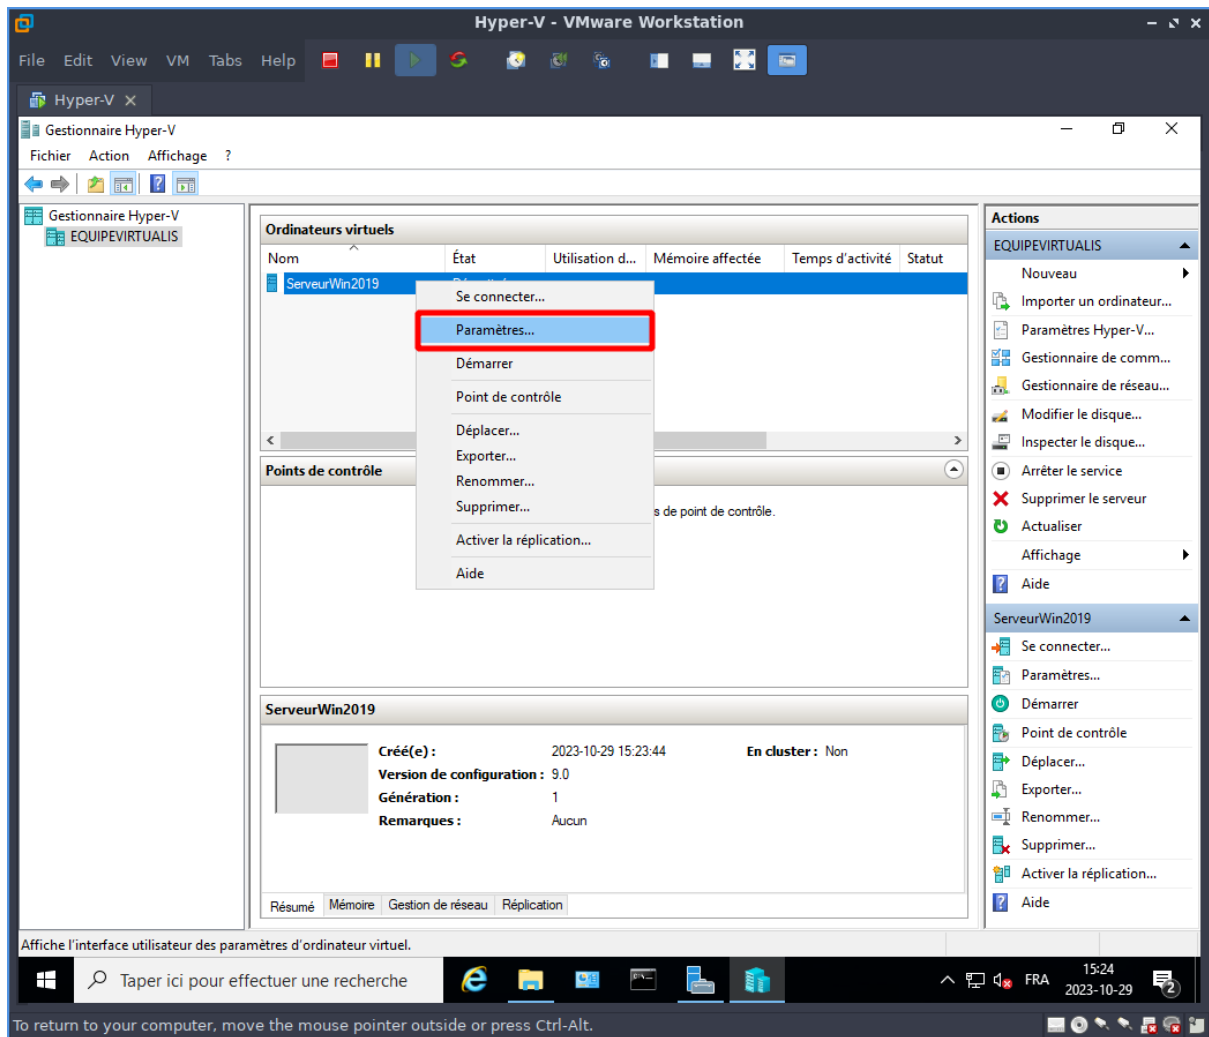 Hyper-V - VMware Workstation
File Edit View VM Tabs Help
Hyper-V
Gestionnaire Hyper-V
Fichier Action Affichage ?
Gestionnaire Hyper-V
EQUIPEVIRTUALIS
Ordinateurs virtuels
Nom État Utilisation d... Mémoire affectée Temps d'activité Statut
ServeurWin2019
Se connecter...
Paramètres...
Démarrer
Point de contrôle
Déplacer...
Exporter...
Renommer...
Supprimer...
Activer la réplication...
Aide
Points de contrôle
s de point de contrôle.
ServeurWin2019
Créé(e) : 2023-10-29 15:23:44 En cluster : Non
Version de configuration : 9.0
Génération : 1
Remarques : Aucun
Résumé Mémoire Gestion de réseau Réplication
Actions
EQUIPEVIRTUALIS
Nouveau
Importer un ordinateur...
Paramètres Hyper-V...
Gestionnaire de comm...
Gestionnaire de réseau...
Modifier le disque...
Inspecter le disque...
Arrêter le service
Supprimer le serveur
Actualiser
Affichage
Aide
ServeurWin2019
Se connecter...
Paramètres...
Démarrer
Point de contrôle
Déplacer...
Exporter...
Renommer...
Supprimer...
Activer la réplication...
Aide
Affiche l'interface utilisateur des paramètres d'ordinateur virtuel.
Taper ici pour effectuer une recherche
FRA
15:24
2023-10-29
2
To return to your computer, move the mouse pointer outside or press Ctrl-Alt.